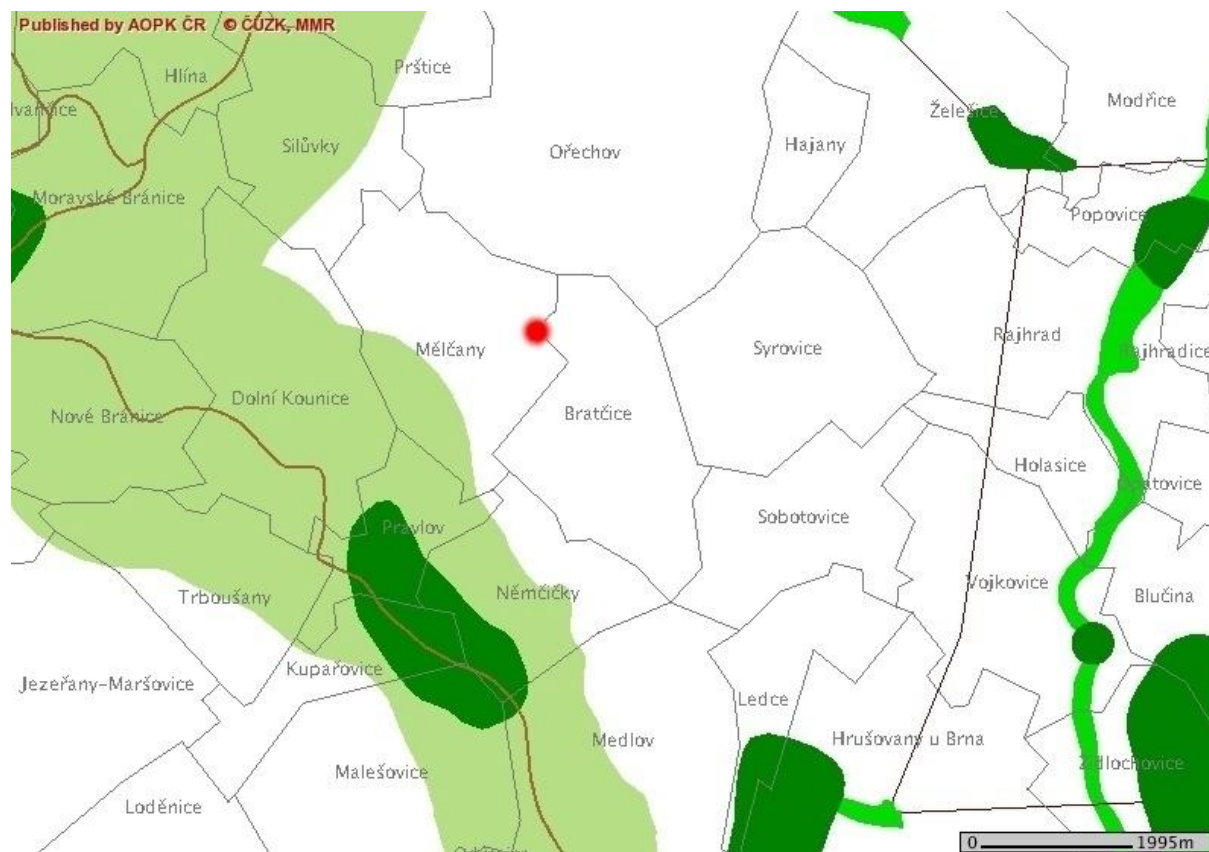 Published by AOPK ČR © ČÚZK, MMR
Prštice
Hlína
Modřice
Ivančice
Želešice
Silůvky
Ořechov
Hajany
Moravské Bránice
Popovice
Rajhrad
Mělčany
Syrovice
Rajhradice
Dolní Kounice
Nové Bránice
Bratčice
Holasice
Opatovice
Sobotovice
Pravlov
Vojkovice
Němčičky
Trboušany
Blučina
Kupařovice
Jezeřany-Maršovice
Ledce
Medlov
Hrušovany u Brna
Židlochovice
Malešovice
Loděnice
0 1995m